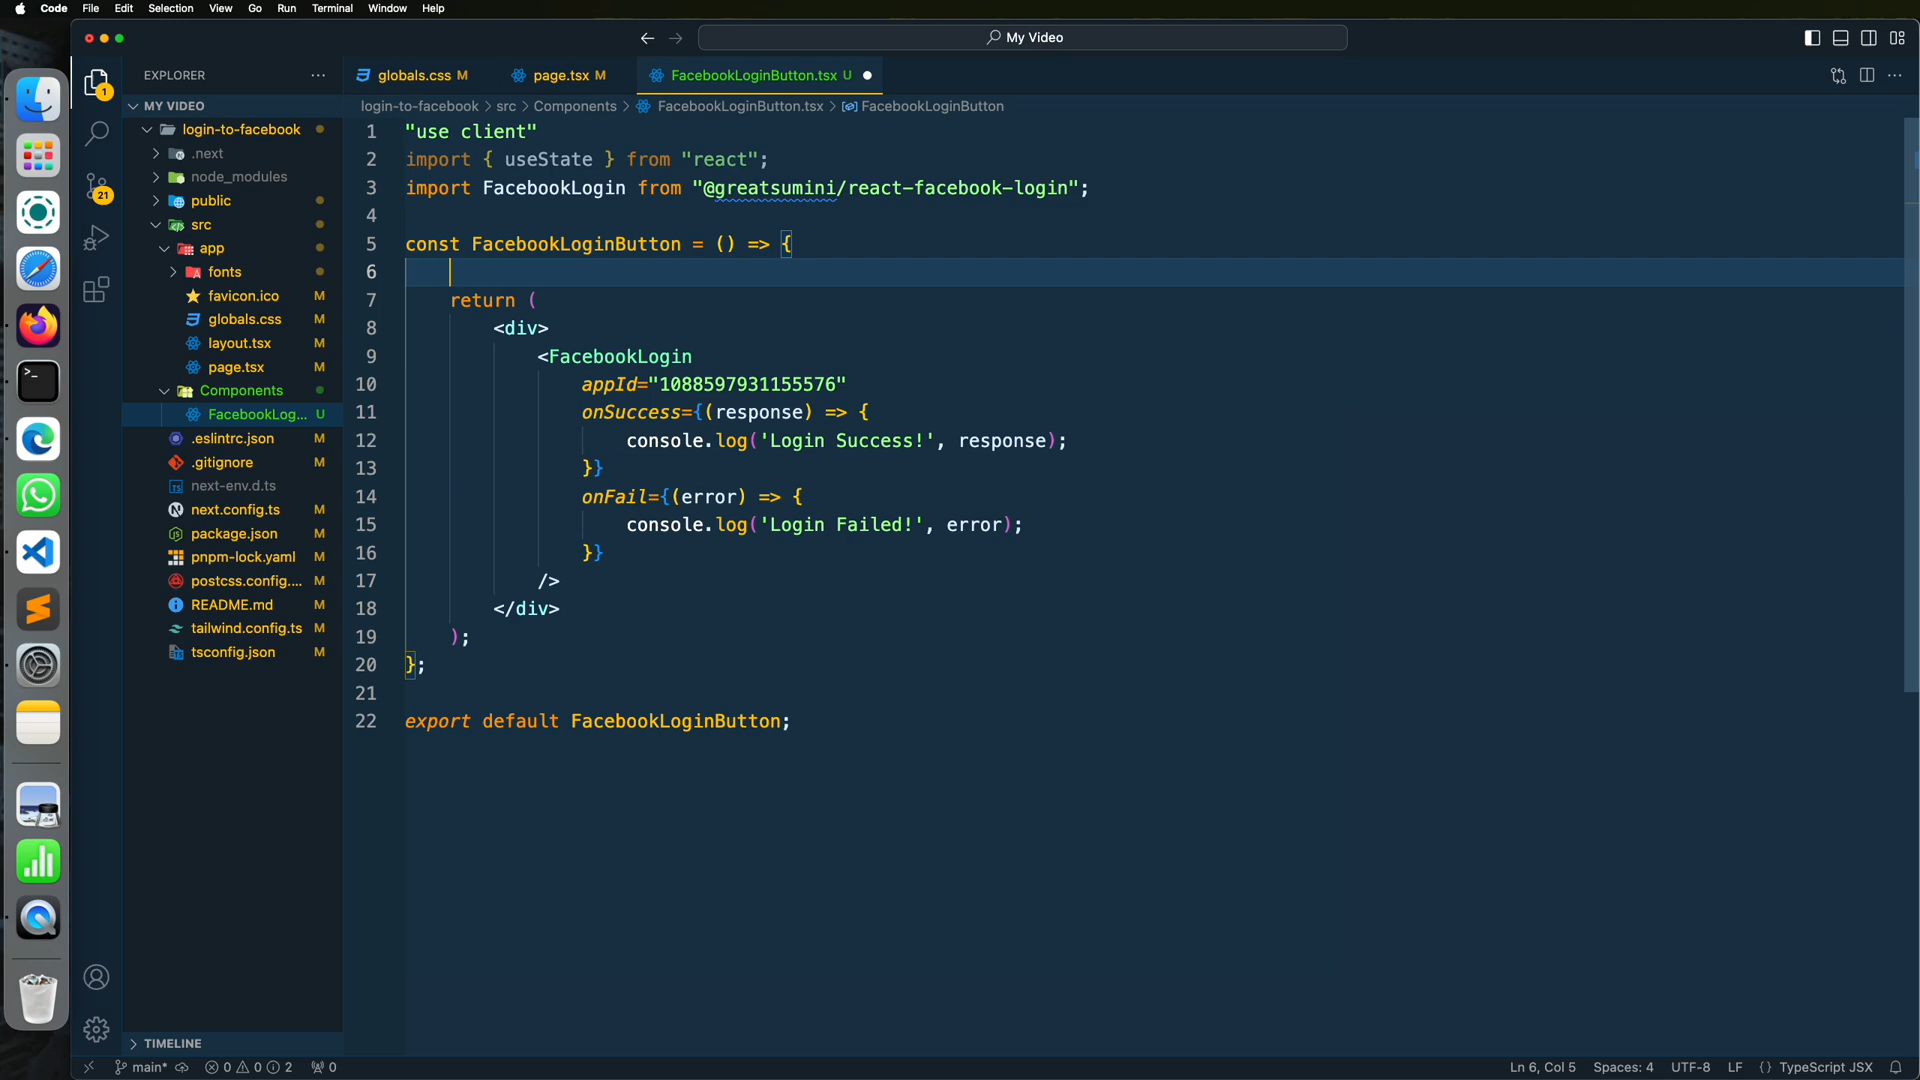 Code File Edit Selection View Go Run Terminal Window Help
My Video
EXPLORER
globals.css M
page.tsx M
FacebookLoginButton.tsx U
1
MY VIDEO
login-to-facebook > src > Components > FacebookLoginButton.tsx > FacebookLoginButton
login-to-facebook
.next
node_modules
21
public
src
app
fonts
favicon.ico M
globals.css M
layout.tsx M
page.tsx M
Components
FacebookLog... U
.eslintrc.json M
.gitignore M
next-env.d.ts
next.config.ts M
package.json M
pnpm-lock.yaml M
postcss.config.... M
README.md M
tailwind.config.ts M
tsconfig.json M
TIMELINE
1 "use client"
2 import { useState } from "react";
3 import FacebookLogin from "@greatsumini/react-facebook-login";
4
5 const FacebookLoginButton = () => {
6
7 return (
8 <div>
9 <FacebookLogin
10 appId="1088597931155576"
11 onSuccess={(response) => {
12 console.log('Login Success!', response);
13 }}
14 onFail={(error) => {
15 console.log('Login Failed!', error);
16 }}
17 />
18 </div>
19 );
20 };
21
22 export default FacebookLoginButton;
main* 0 0 2 0 Ln 6, Col 5 Spaces: 4 UTF-8 LF {} TypeScript JSX